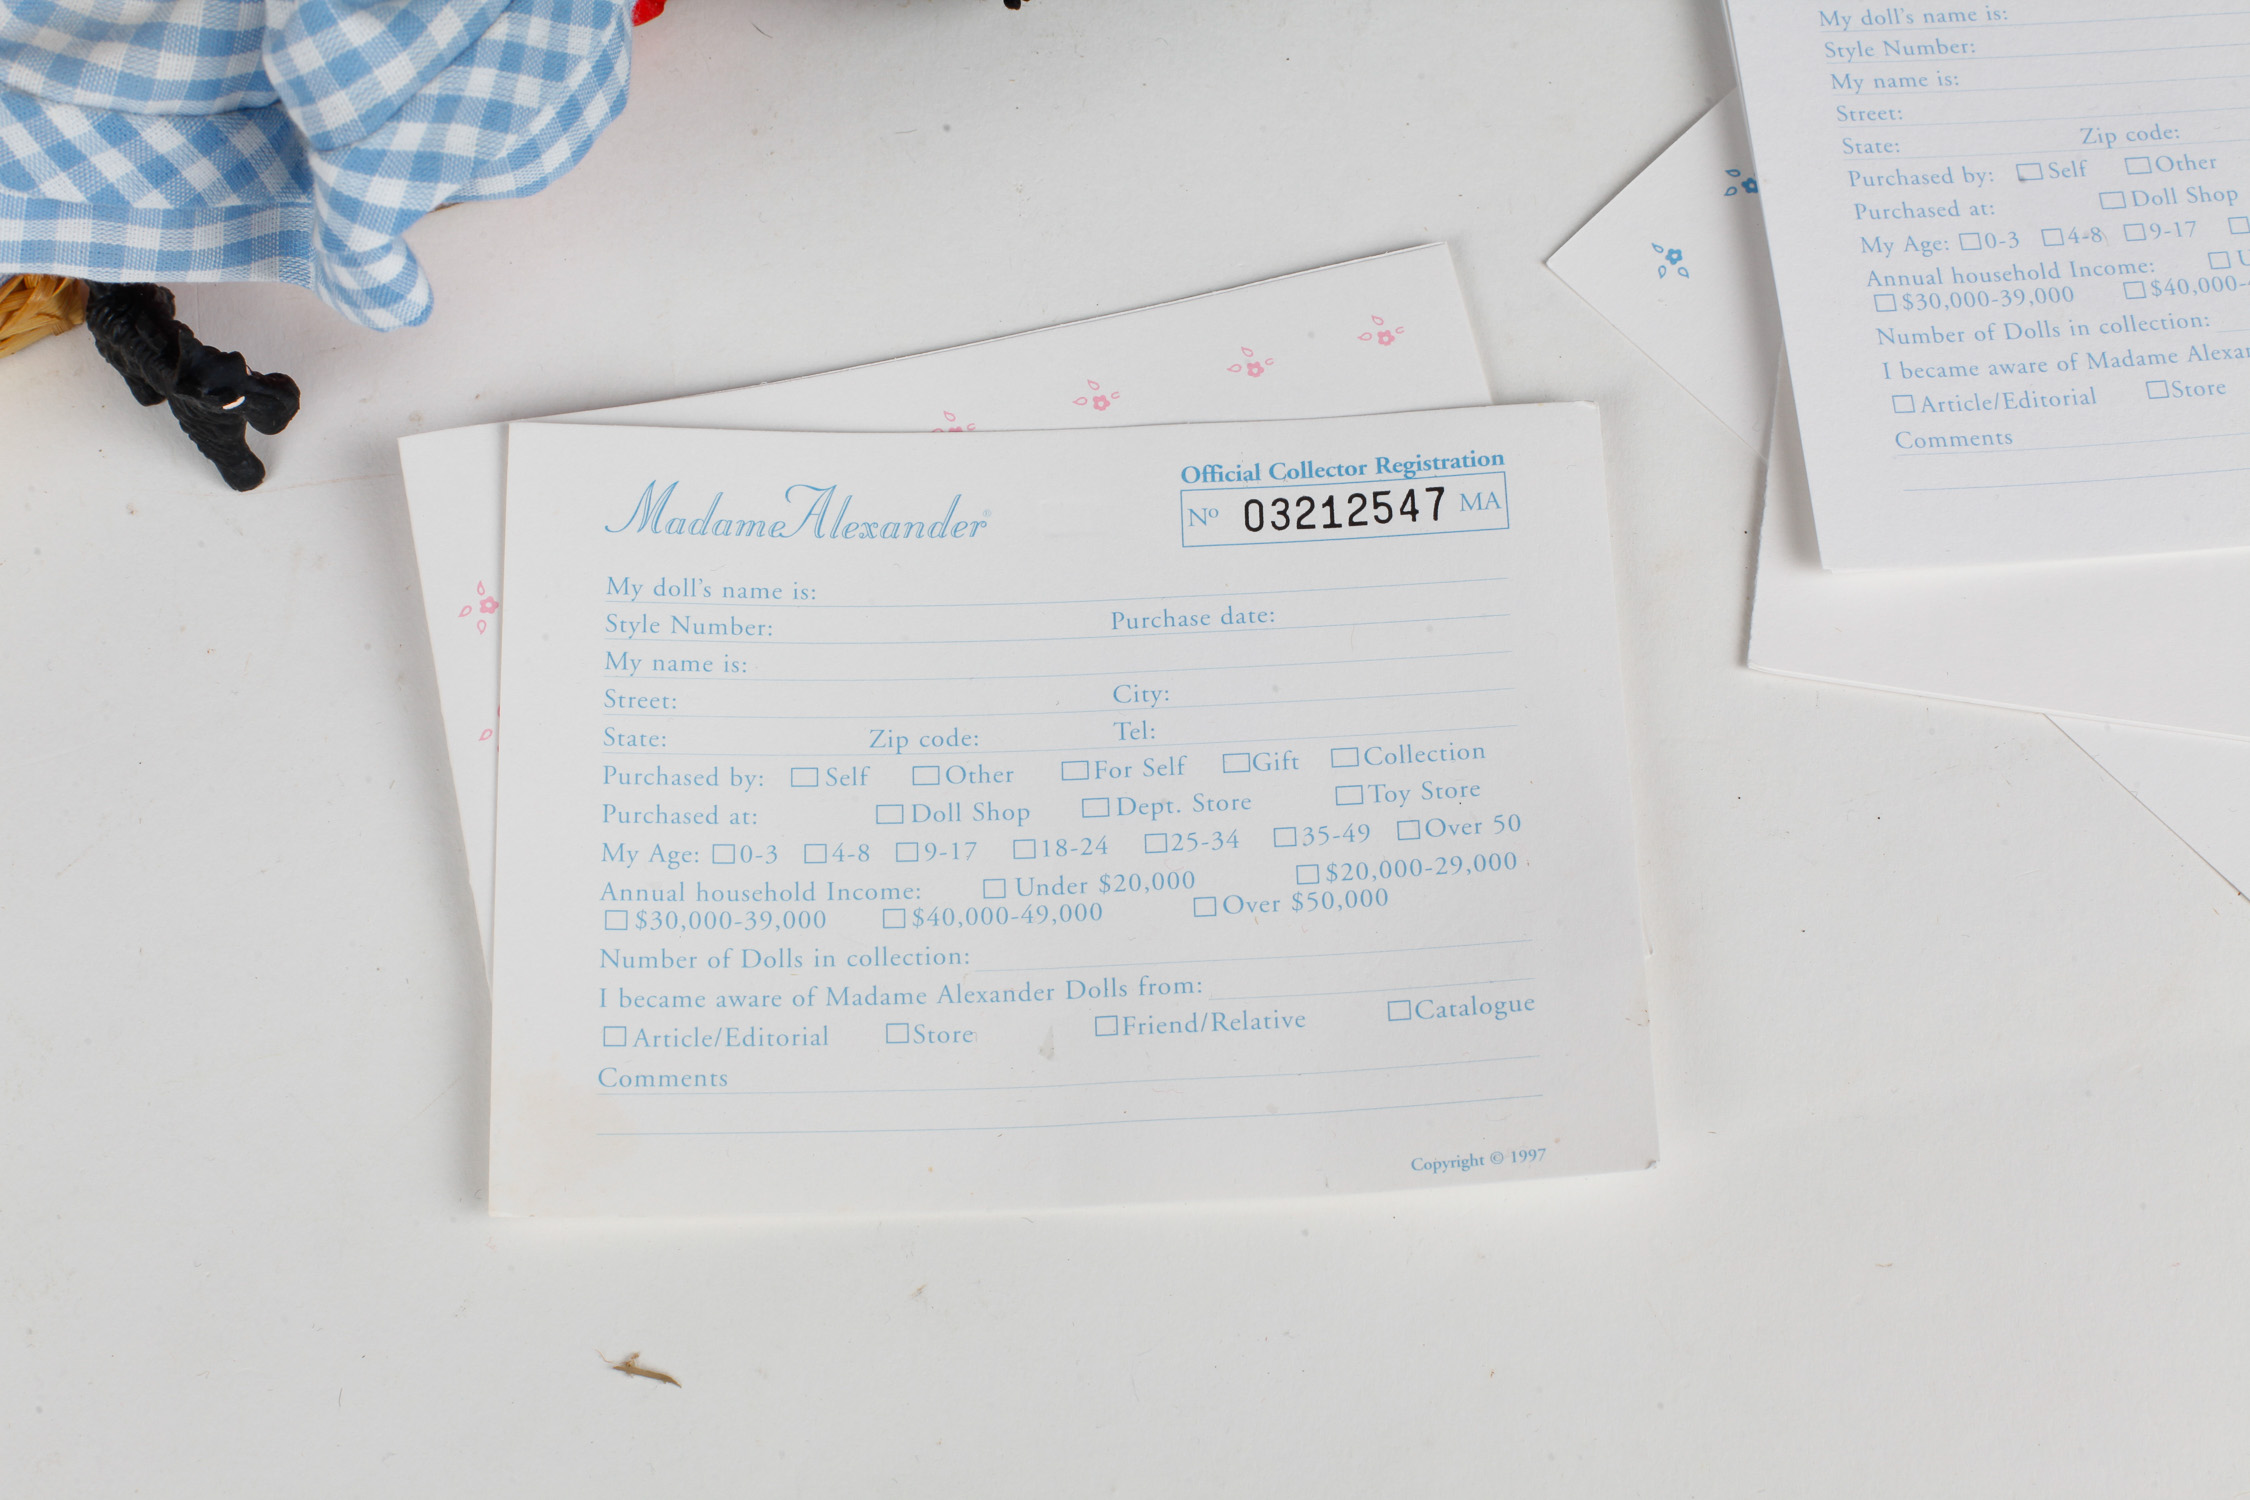 Madame Alexander®
Official Collector Registration
Nº 03212547 MA
My doll's name is:
Style Number: Purchase date:
My name is:
Street: City:
State: Zip code: Tel:
Purchased by: Self Other For Self Gift Collection
Purchased at: Doll Shop Dept. Store Toy Store
My Age: 0-3 4-8 9-17 18-24 25-34 35-49 Over 50
Annual household Income: Under $20,000 $20,000-29,000
$30,000-39,000 $40,000-49,000 Over $50,000
Number of Dolls in collection:
I became aware of Madame Alexander Dolls from:
Article/Editorial Store Friend/Relative Catalogue
Comments
Copyright © 1997
My doll's name is:
Style Number:
My name is:
Street:
State: Zip code:
Purchased by: Self Other
Purchased at: Doll Shop
My Age: 0-3 4-8 9-17
Annual household Income:
$30,000-39,000 $40,000-
Number of Dolls in collection:
I became aware of Madame
Article/Editorial Store
Comments